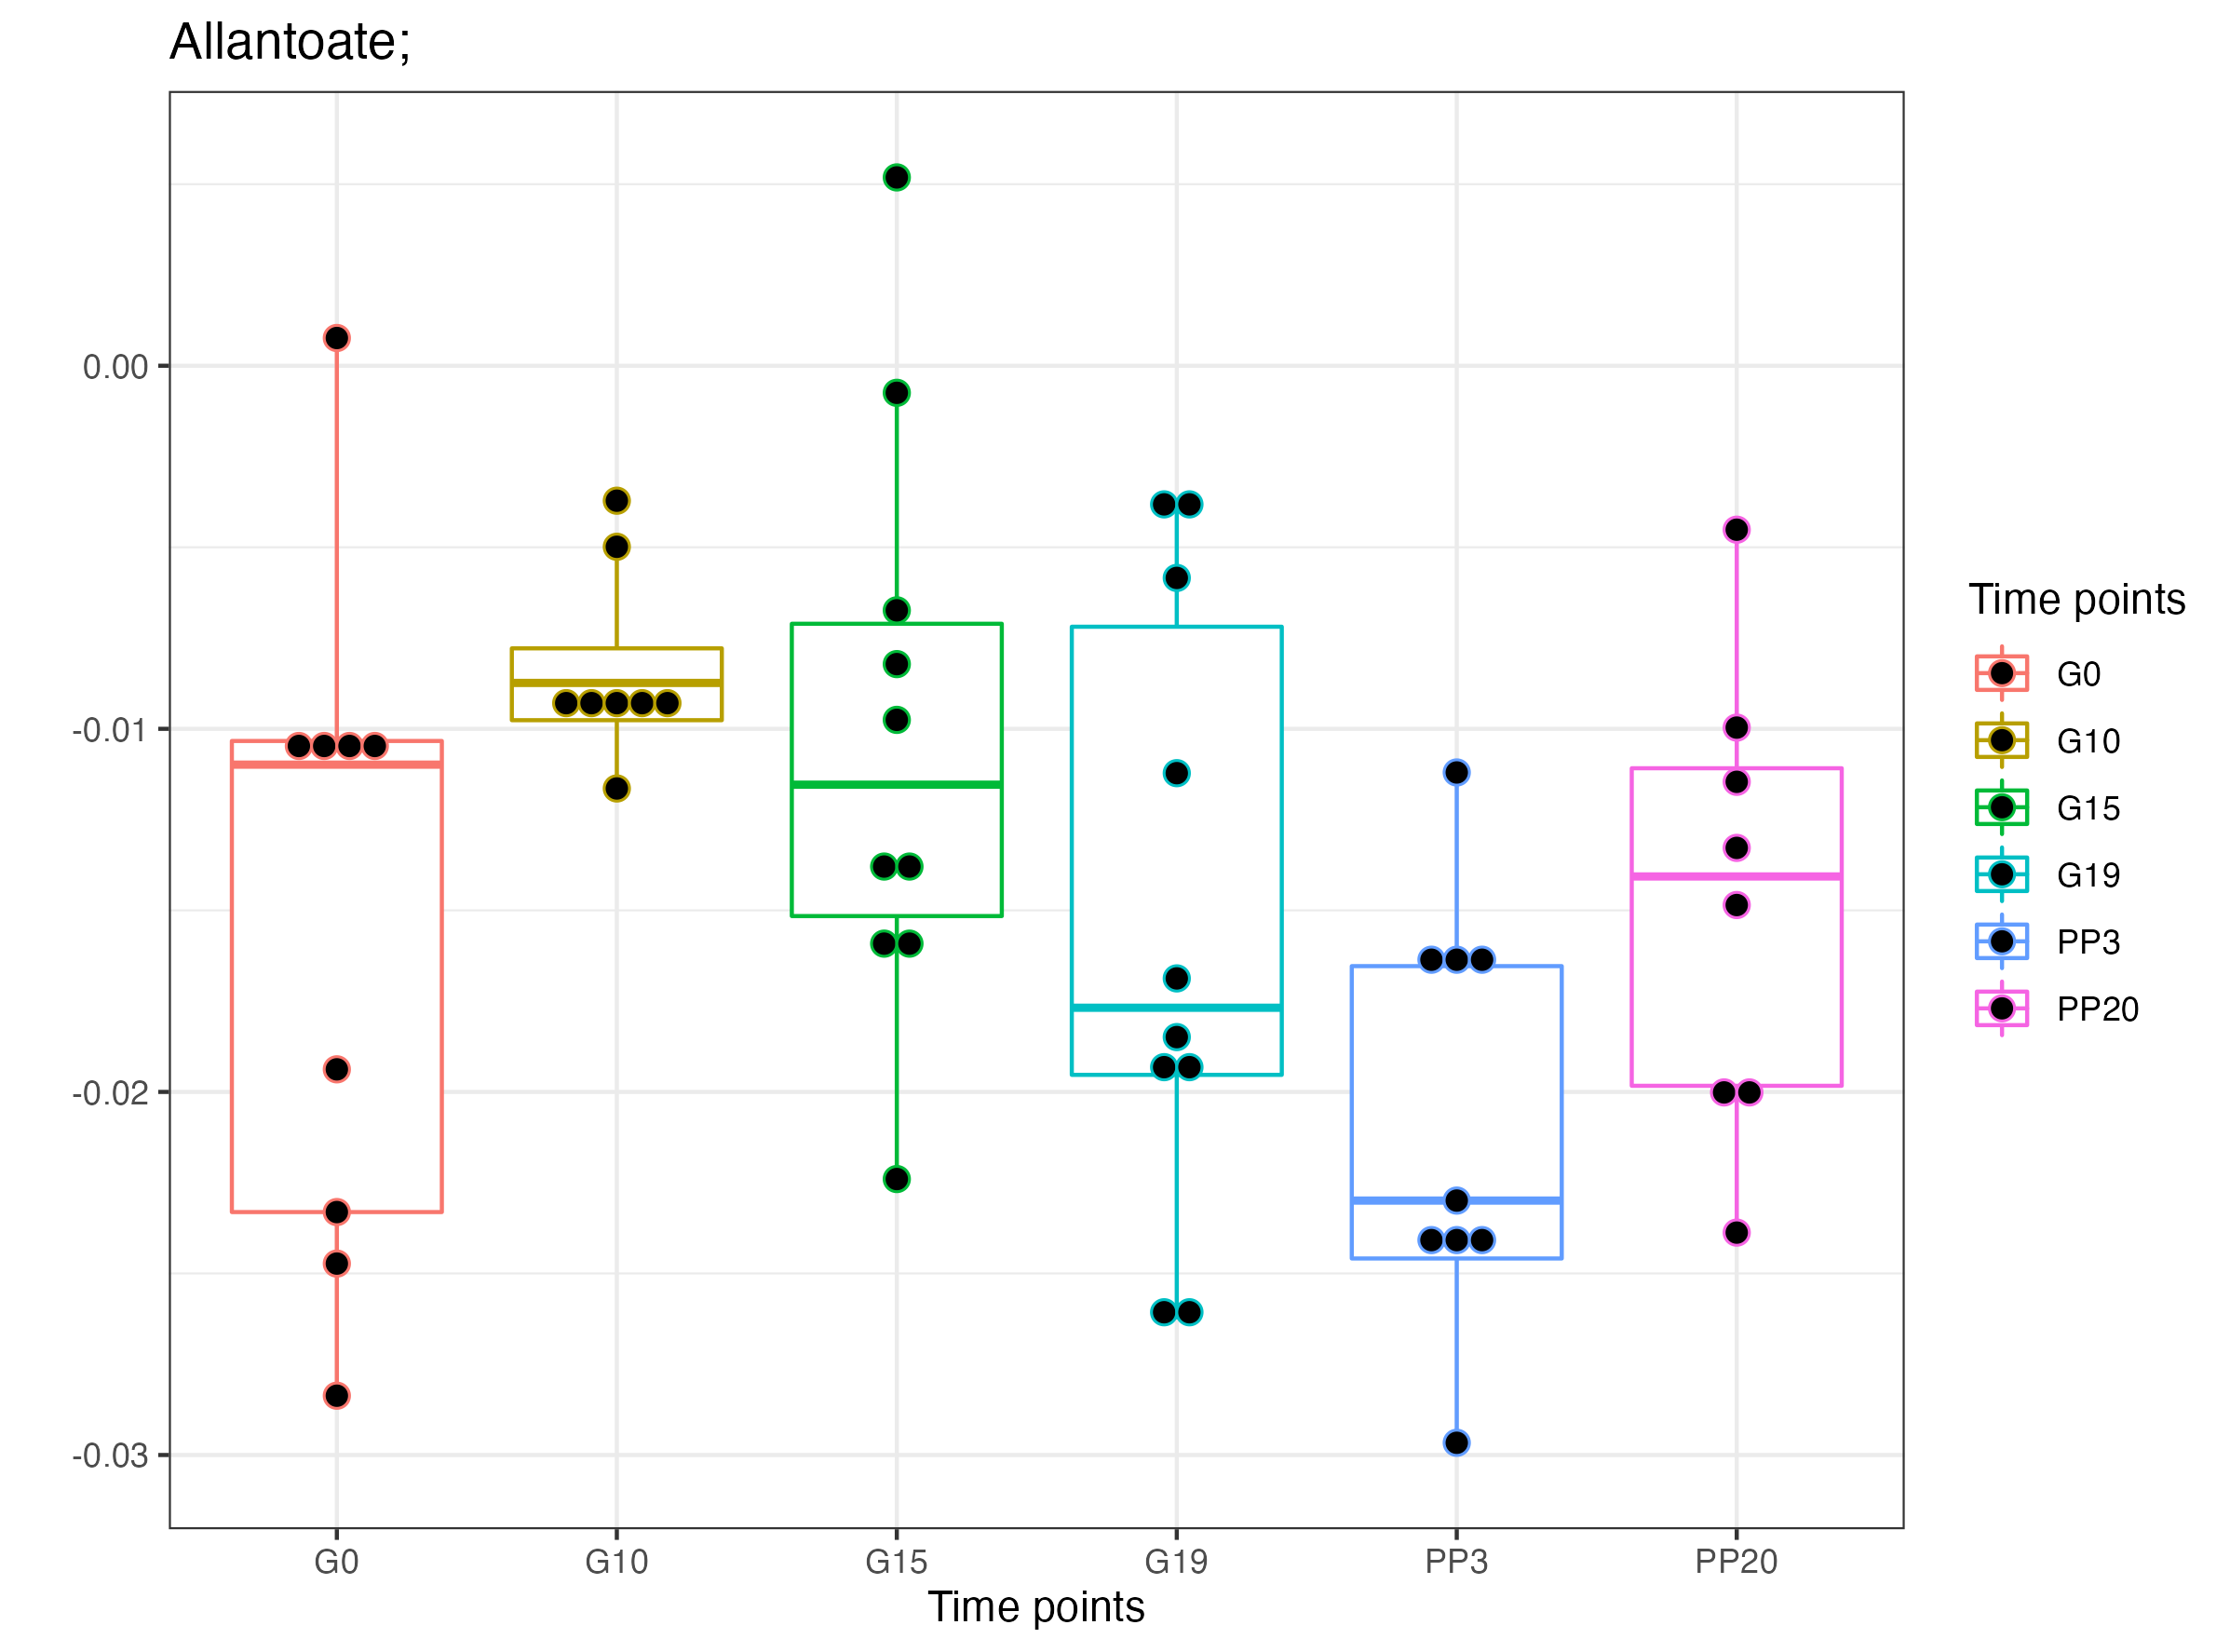 Allantoate;
0.00
-0.01
-0.02
-0.03
G0 G10 G15 G19 PP3 PP20
Time points
Time points
G0
G10
G15
G19
PP3
PP20